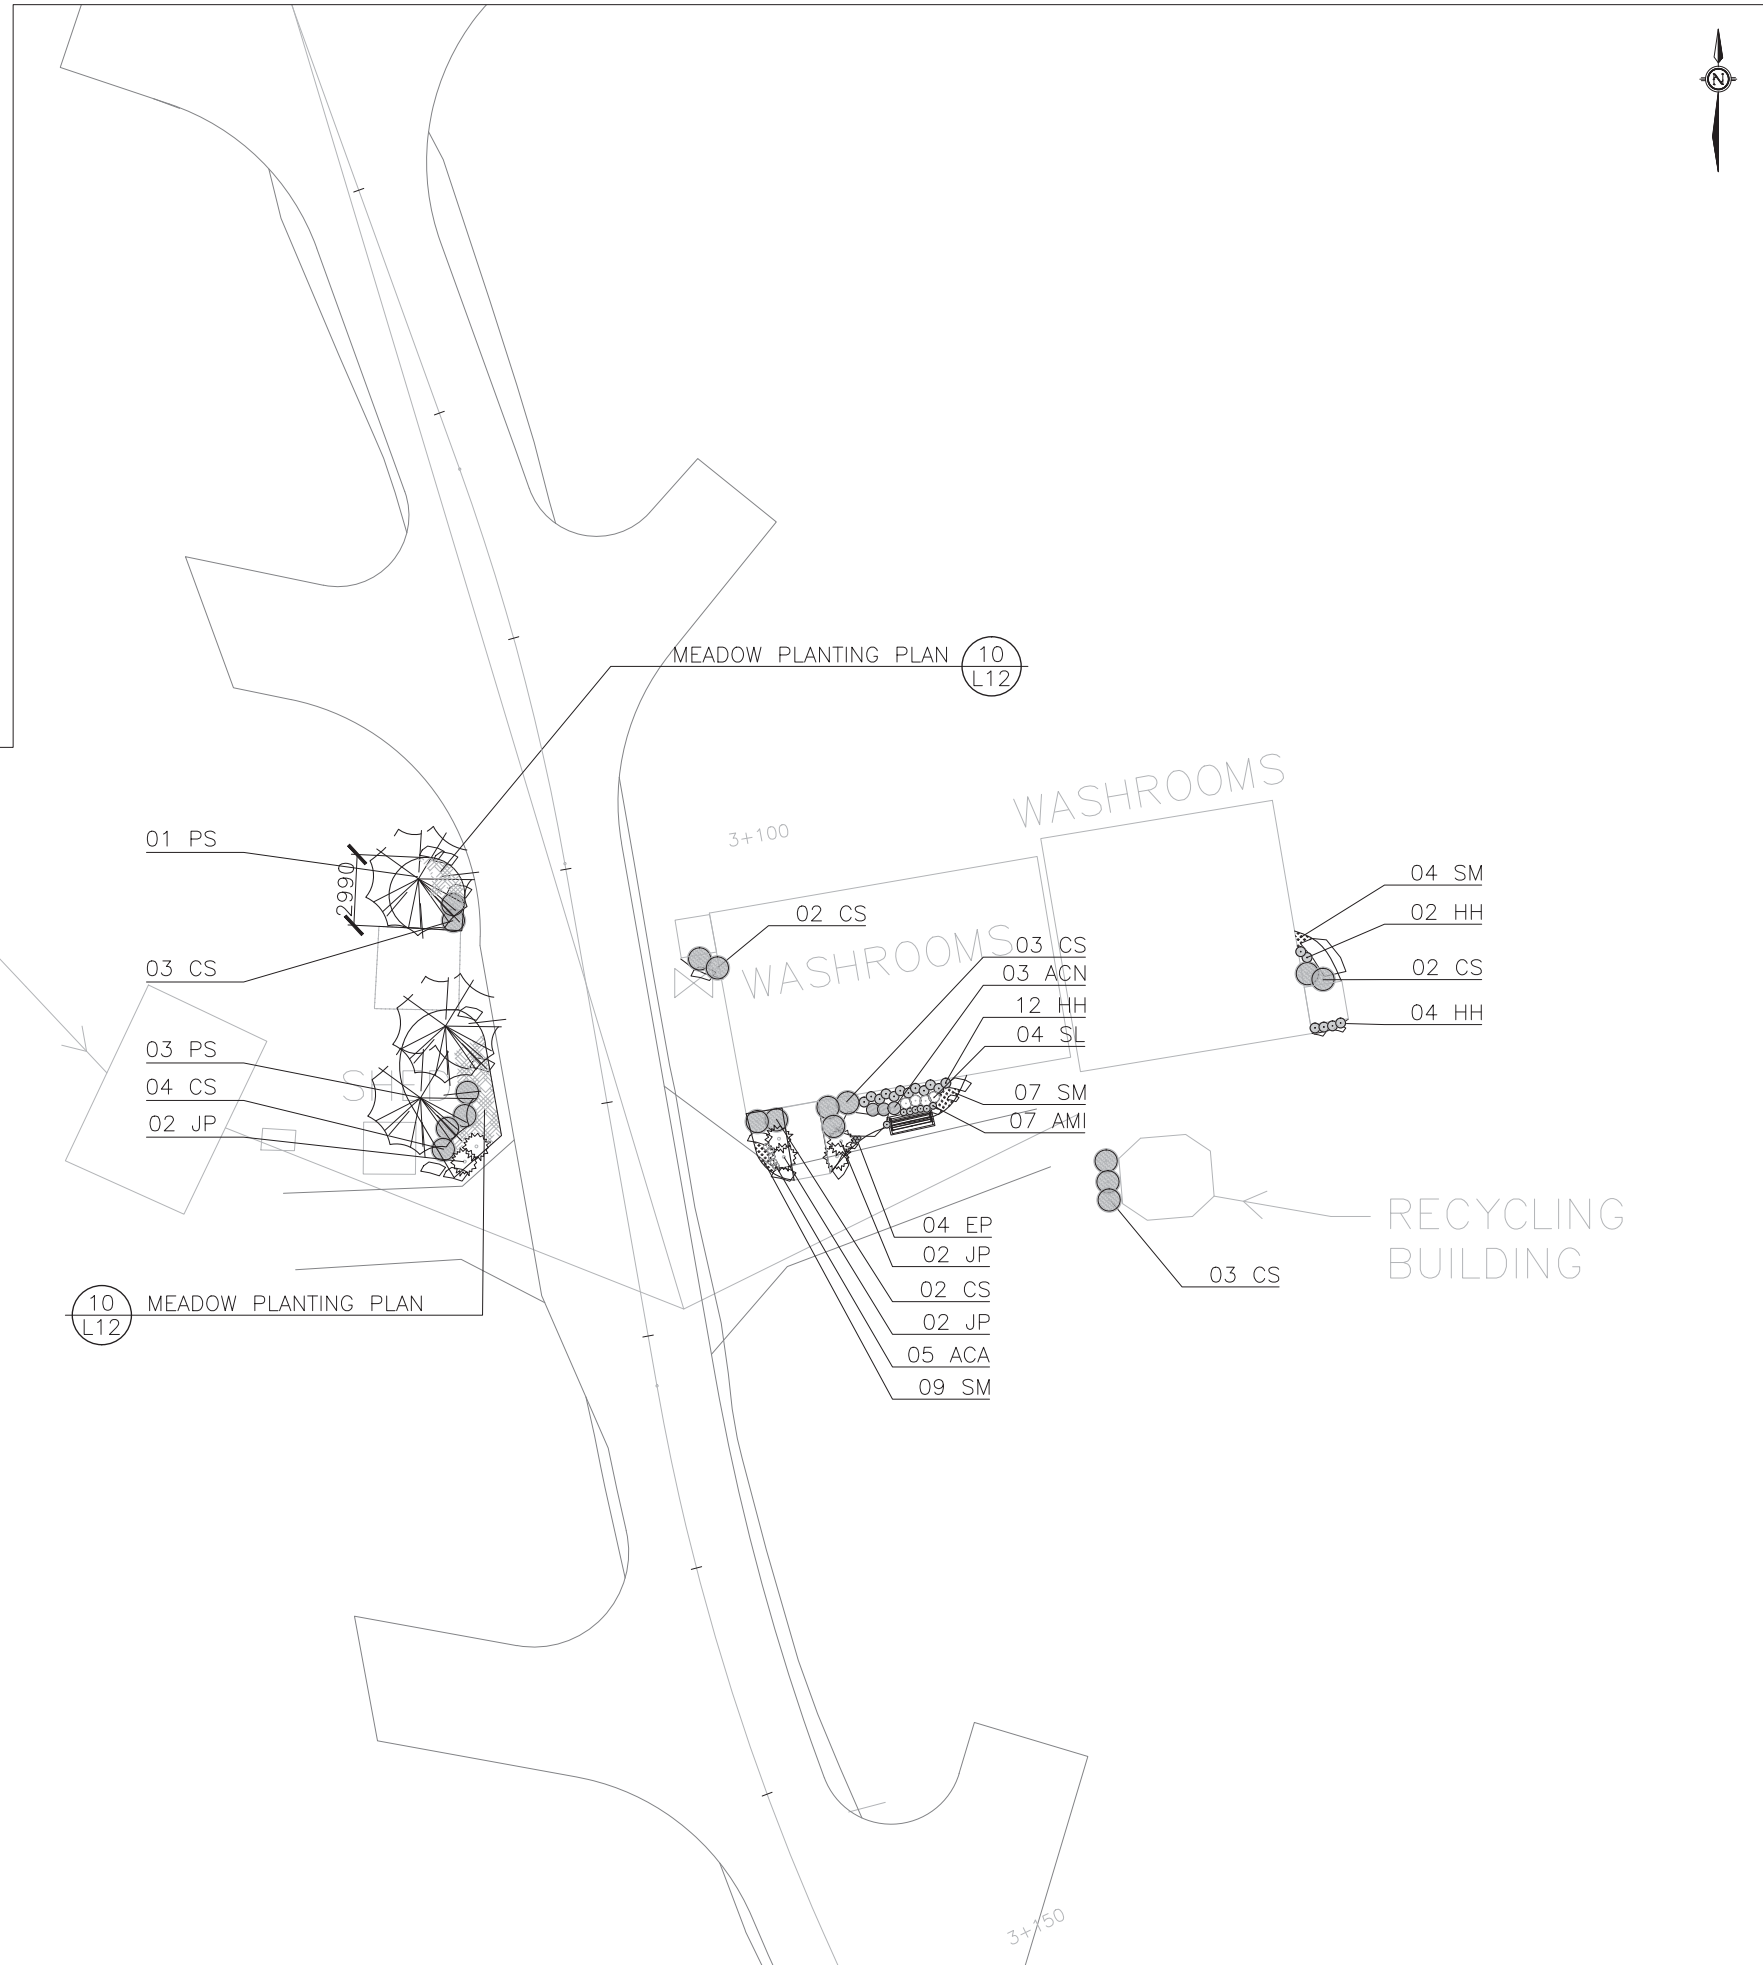 N
MEADOW PLANTING PLAN
10
L12
WASHROOMS
3+100
01 PS
2990
04 SM
02 HH
02 CS
02 CS
WASHROOMS
03 CS
03 CS
03 ACN
12 HH
04 SL
04 HH
03 PS
SHED
04 CS
07 SM
02 JP
07 AMI
RECYCLING
BUILDING
04 EP
02 JP
03 CS
02 CS
10
L12
MEADOW PLANTING PLAN
02 JP
05 ACA
09 SM
3+150